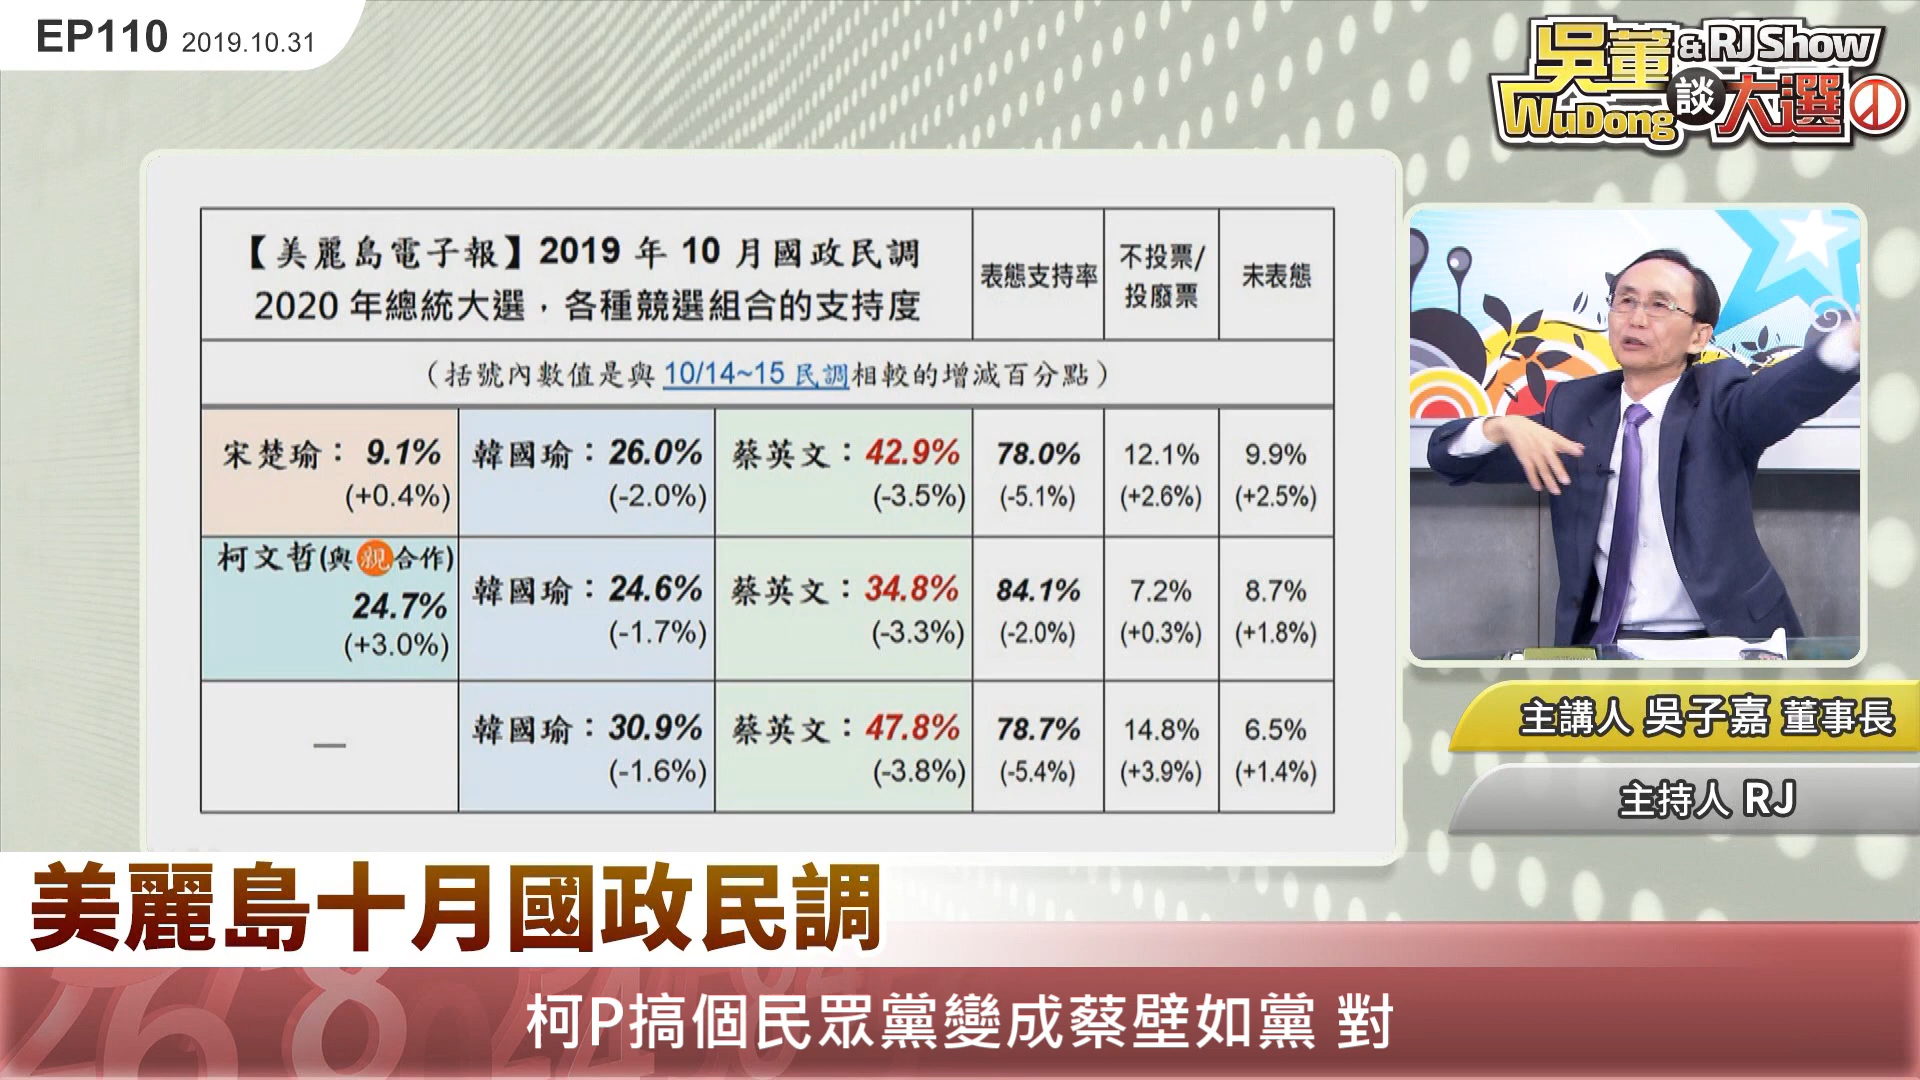 EP110 2019.10.31
吳董 & RJ Show
WuDong 談 大選
【美麗島電子報】2019 年 10 月國政民調
2020 年總統大選，各種競選組合的支持度
表態支持率
不投票/
投廢票
未表態
（括號內數值是與 10/14~15 民調相較的增減百分點）
宋楚瑜： 9.1% 韓國瑜：26.0% 蔡英文：42.9% 78.0% 12.1% 9.9%
(+0.4%) (-2.0%) (-3.5%) (-5.1%) (+2.6%) (+2.5%)
柯文哲(與親合作)
24.7% 韓國瑜：24.6% 蔡英文：34.8% 84.1% 7.2% 8.7%
(+3.0%) (-1.7%) (-3.3%) (-2.0%) (+0.3%) (+1.8%)
— 韓國瑜：30.9% 蔡英文：47.8% 78.7% 14.8% 6.5%
(-1.6%) (-3.8%) (-5.4%) (+3.9%) (+1.4%)
主講人 吳子嘉 董事長
主持人 RJ
美麗島十月國政民調
柯P搞個民眾黨變成蔡壁如黨 對